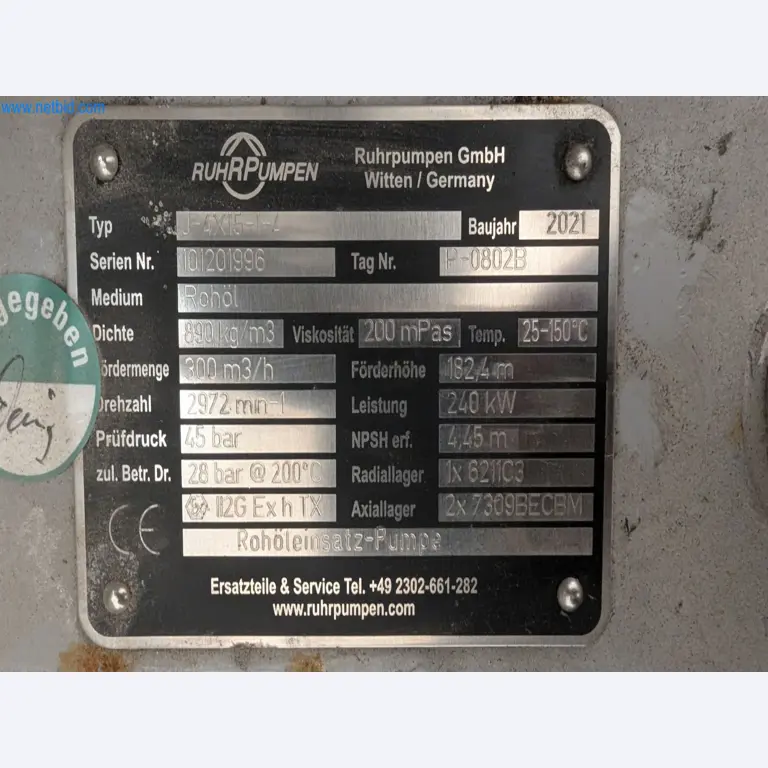 www.netbid.com
RUHRPUMPEN
Ruhrpumpen GmbH
Witten / Germany
Typ Baujahr 2021
Serien Nr. 101201996 Tag Nr. P-0802B
Medium Rohöl
Dichte 890 kg/m3 Viskosität 200 mPas Temp. 25-150°C
ördermenge 300 m3/h Förderhöhe 182,4 m
Drehzahl 2972 min-1 Leistung 240 kW
Prüfdruck 45 bar NPSH erf. 4,45 m
zul. Betr. Dr. 28 bar @ 200°C Radiallager 1x 6211C3
CE Ex II2G Ex h TX Axiallager 2x 7309BECBM
Rohöleinsatz-Pumpe
Ersatzteile & Service Tel. +49 2302-661-282
www.ruhrpumpen.com
gegeben